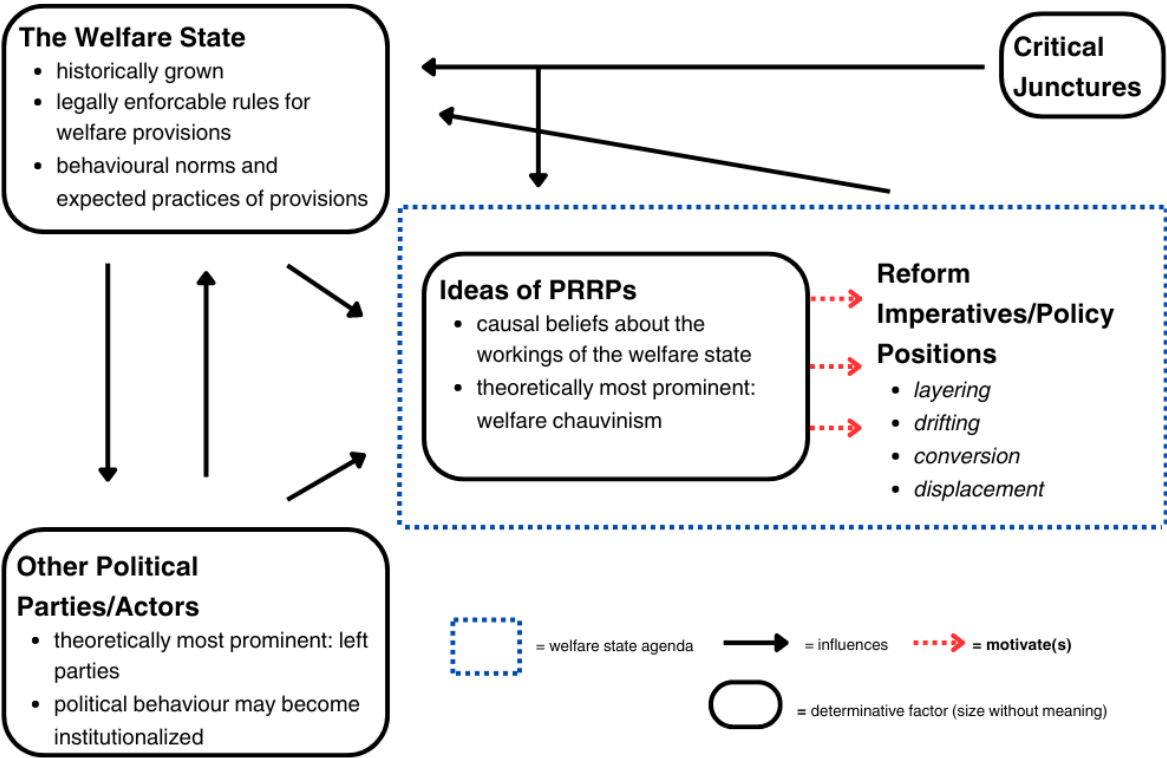 The Welfare State
• historically grown
• legally enforcable rules for
welfare provisions
• behavioural norms and
expected practices of provisions
Critical
Junctures
Ideas of PRRPs
• causal beliefs about the
workings of the welfare state
• theoretically most prominent:
welfare chauvinism
Reform
Imperatives/Policy
Positions
• layering
• drifting
• conversion
• displacement
Other Political
Parties/Actors
• theoretically most prominent: left
parties
• political behaviour may become
institutionalized
= welfare state agenda
= influences
= motivate(s)
= determinative factor (size without meaning)